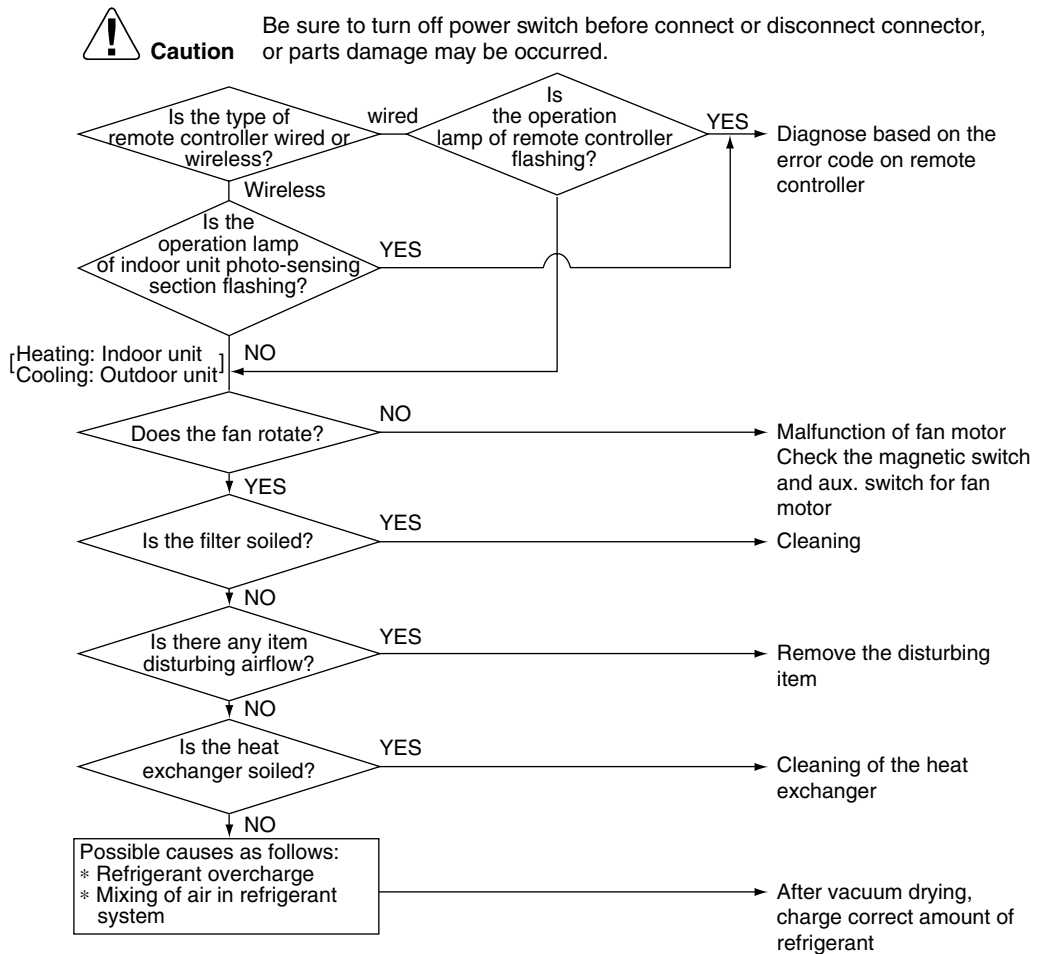 Be sure to turn off power switch before connect or disconnect connector,
Caution or parts damage may be occurred.
Is the type of
remote controller wired or
wireless?
wired
Is
the operation
lamp of remote controller
flashing?
YES
Diagnose based on the
error code on remote
controller
Wireless
Is the
operation lamp
of indoor unit photo-sensing
section flashing?
YES
NO
[Heating: Indoor unit
Cooling: Outdoor unit]
Does the fan rotate?
NO
Malfunction of fan motor
Check the magnetic switch
and aux. switch for fan
motor
YES
Is the filter soiled?
YES
Cleaning
NO
Is there any item
disturbing airflow?
YES
Remove the disturbing
item
NO
Is the heat
exchanger soiled?
YES
Cleaning of the heat
exchanger
NO
Possible causes as follows:
* Refrigerant overcharge
* Mixing of air in refrigerant
system
After vacuum drying,
charge correct amount of
refrigerant